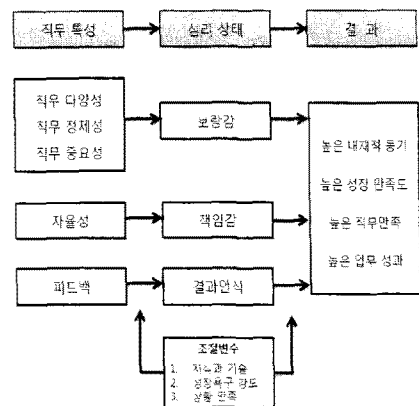 직무 특성
심리 상태
결 과
직무 다양성
직무 정체성
직무 중요성
보람감
높은 내재적 동기
높은 성장 만족도
높은 직무만족
높은 업무 성과
자율성
책임감
피드백
결과인식
조절변수
1. 지식과 기술
2. 성장욕구 강도
3. 상황 만족